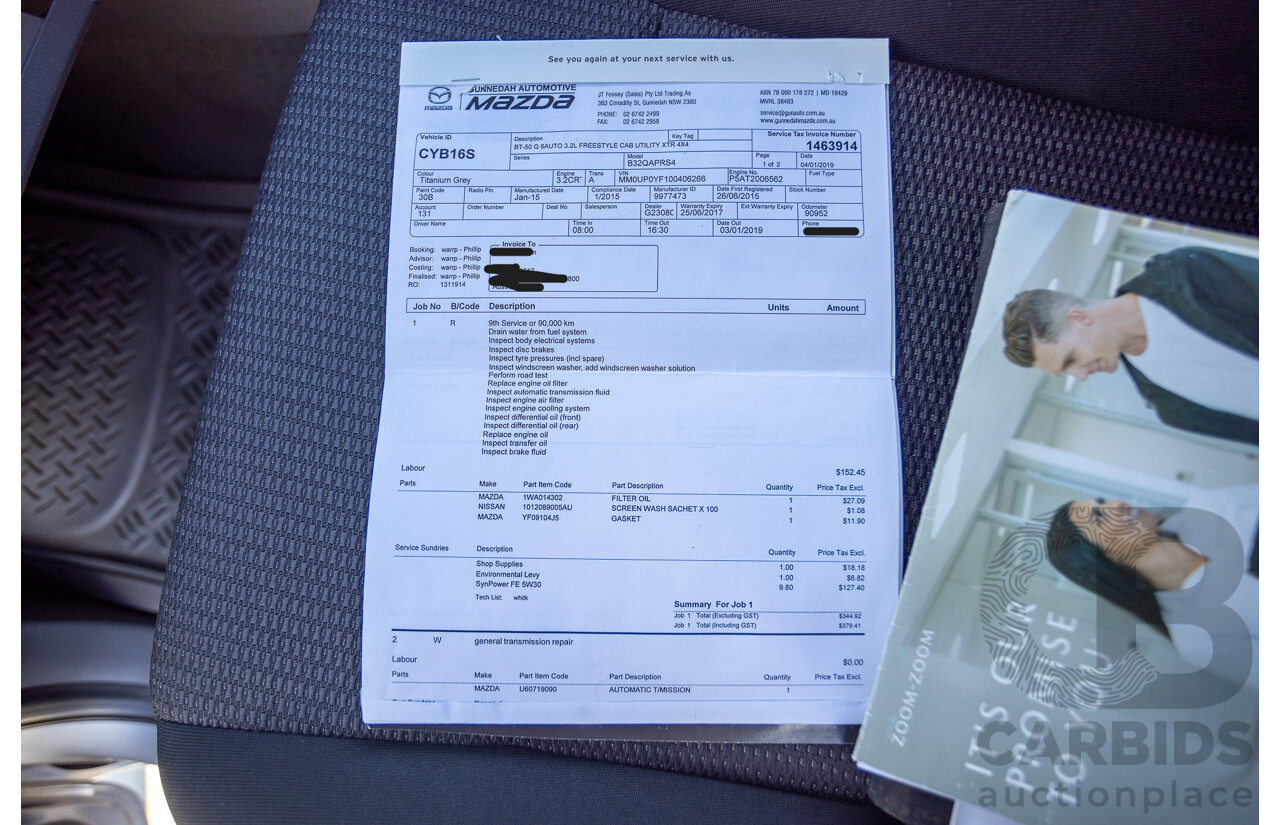 See you again at your next service with us.
GUNNEDAH AUTOMOTIVE
mazda
mazda
JT Fossey (Sales) Pty Ltd Trading As
363 Conadilly St, Gunnedah NSW 2380
PHONE: 02 6742 2499
FAX: 02 6742 2958
ABN 78 000 178 272 | MD 18429
MVRL 38463
service@gunauto.com.au
www.gunnedahmazda.com.au
Vehicle ID Description Key Tag Service Tax Invoice Number
CYB16S BT-50 Q 6AUTO 3.2L FREESTYLE CAB UTILITY XTR 4X4 1463914
Series Model Page Date
B32QAPRS4 1 of 2 04/01/2019
Colour Engine Trans VIN Engine No. Fuel Type
Titanium Grey 3.2CR A MM0UP0YF100406266 P5AT2006562
Paint Code Radio Pin Manufactured Date Compliance Date Manufacturer ID Date First Registered Stock Number
30B Jan-15 1/2015 9977473 26/06/2015
Account Order Number Deal No. Salesperson Dealer Warranty Expiry Ext Warranty Expiry Odometer
131 G2308C 25/06/2017 90952
Driver Name Time In Time Out Date Out Phone
08:00 16:30 03/01/2019
Invoice To
Booking: warrp - Phillip
Advisor: warrp - Phillip
Costing: warrp - Phillip
Finalised: warrp - Phillip 800
RO: 1311914
Job No B/Code Description Units Amount
1 R 9th Service or 90,000 km
Drain water from fuel system
Inspect body electrical systems
Inspect disc brakes
Inspect tyre pressures (incl spare)
Inspect windscreen washer, add windscreen washer solution
Perform road test
Replace engine oil filter
Inspect automatic transmission fluid
Inspect engine air filter
Inspect engine cooling system
Inspect differential oil (front)
Inspect differential oil (rear)
Replace engine oil
Inspect transfer oil
Inspect brake fluid
Labour $152.45
Parts Make Part Item Code Part Description Quantity Price Tax Excl.
MAZDA 1WA014302 FILTER OIL 1 $27.09
NISSAN 1012089005AU SCREEN WASH SACHET X 100 1 $1.08
MAZDA YF09104J5 GASKET 1 $11.90
Service Sundries Description Quantity Price Tax Excl.
Shop Supplies 1.00 $18.18
Environmental Levy 1.00 $6.82
SynPower FE 5W30 9.80 $127.40
Tech List: whitk
Summary For Job 1
Job 1 Total (Excluding GST) $344.92
Job 1 Total (Including GST) $379.41
2 W general transmission repair
Labour $0.00
Parts Make Part Item Code Part Description Quantity Price Tax Excl.
MAZDA U60719090 AUTOMATIC T/MISSION 1
ZOOM-ZOOM
IT'S OUR
PROMISE
TO YOU
CB
CARBIDS
auctionplace